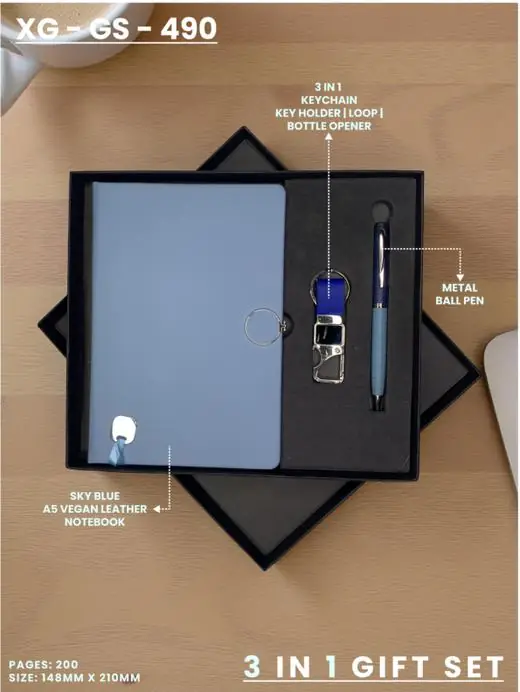 XG - GS - 490
3 IN 1
KEYCHAIN
KEY HOLDER | LOOP |
BOTTLE OPENER
METAL
BALL PEN
SKY BLUE
A5 VEGAN LEATHER
NOTEBOOK
PAGES: 200
SIZE: 148MM X 210MM
3 IN 1 GIFT SET